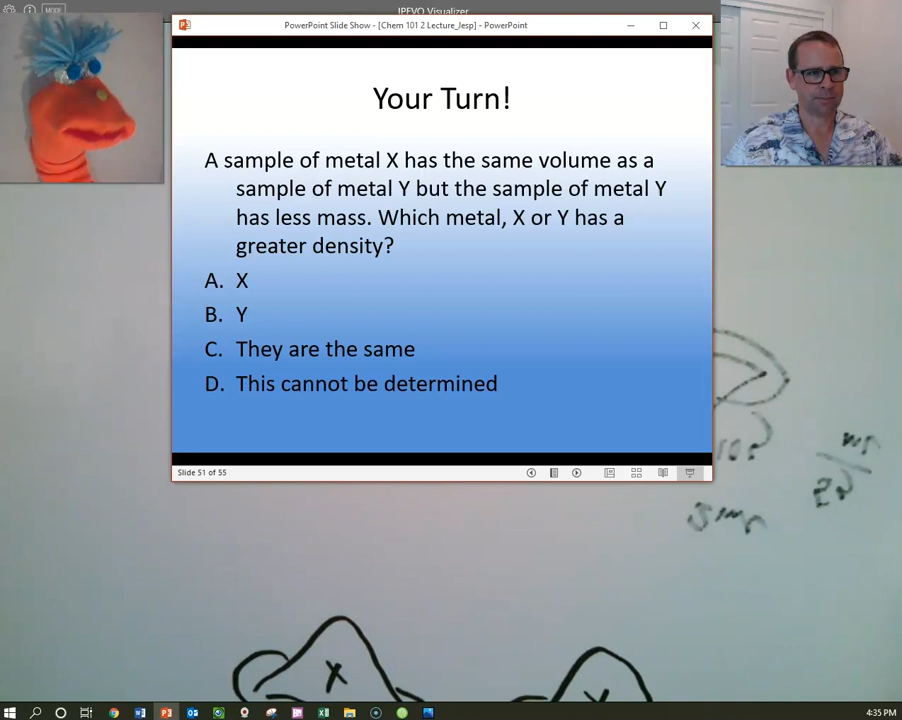 MODE
IPEVO Visualizer
PowerPoint Slide Show - [Chem 101 2 Lecture_Jesp] - PowerPoint
Your Turn!
A sample of metal X has the same volume as a
sample of metal Y but the sample of metal Y
has less mass. Which metal, X or Y has a
greater density?
A. X
B. Y
C. They are the same
D. This cannot be determined
Slide 51 of 55
X
4:35 PM